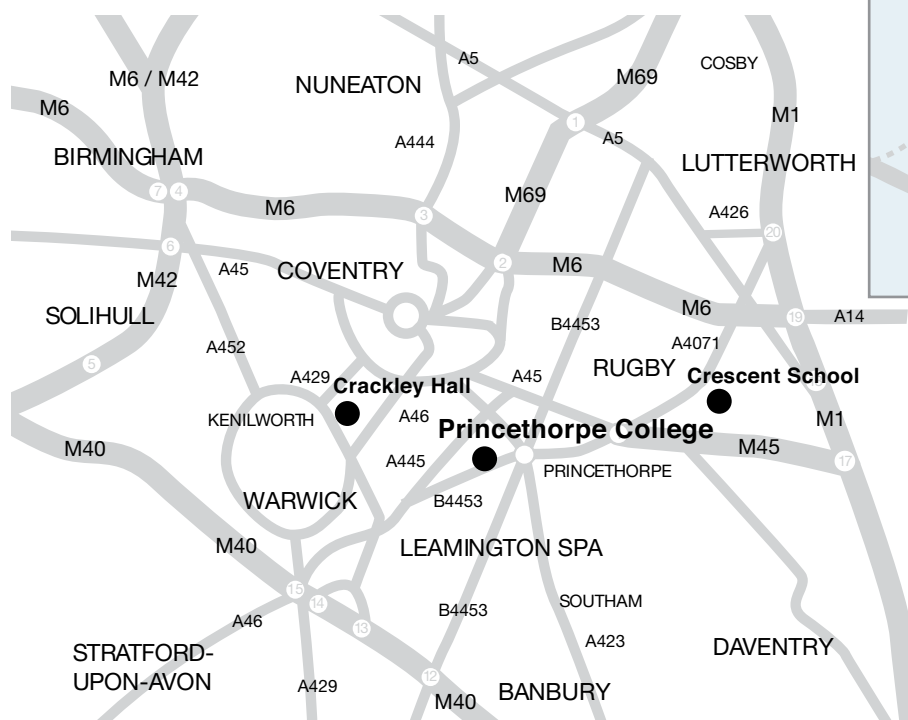 A5
COSBY
M6 / M42
NUNEATON
M69
M6
M1
A444
1
A5
BIRMINGHAM
LUTTERWORTH
7
4
M69
M6
3
A426
20
6
A45
COVENTRY
2
M6
M42
SOLIHULL
B4453
M6
19
A14
A452
A4071
5
RUGBY
A429
Crackley Hall
A45
Crescent School
KENILWORTH
A46
M1
Princethorpe College
M40
A445
M45
17
PRINCETHORPE
WARWICK
B4453
M40
LEAMINGTON SPA
15
14
SOUTHAM
B4453
A46
13
A423
STRATFORD-
UPON-AVON
DAVENTRY
12
A429
BANBURY
M40